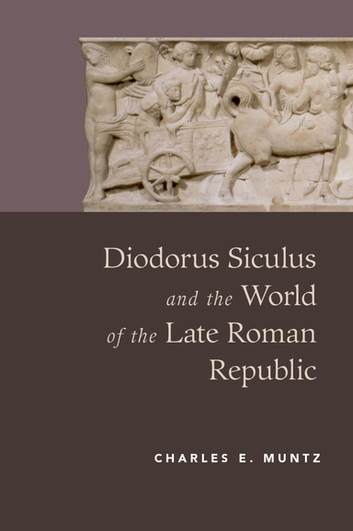 Diodorus Siculus
and the World
of the Late Roman
Republic
CHARLES E. MUNTZ